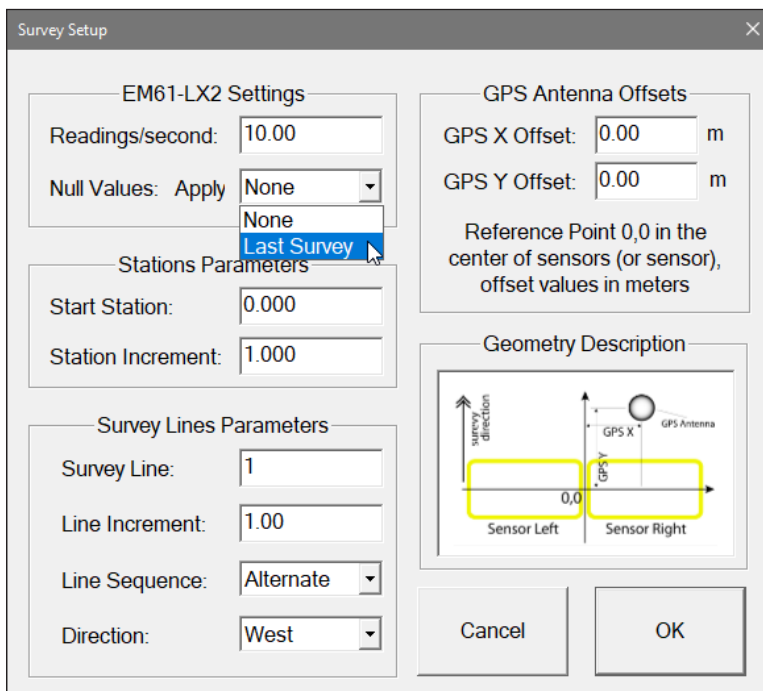 Survey Setup
EM61-LX2 Settings
Readings/second: 10.00
Null Values: Apply None
None
Last Survey
Stations Parameters
Start Station: 0.000
Station Increment: 1.000
Survey Lines Parameters
Survey Line: 1
Line Increment: 1.00
Line Sequence: Alternate
Direction: West
GPS Antenna Offsets
GPS X Offset: 0.00 m
GPS Y Offset: 0.00 m
Reference Point 0,0 in the
center of sensors (or sensor),
offset values in meters
Geometry Description
surevy
direction
GPS X
GPS Antenna
GPS Y
0,0
Sensor Left
Sensor Right
Cancel
OK